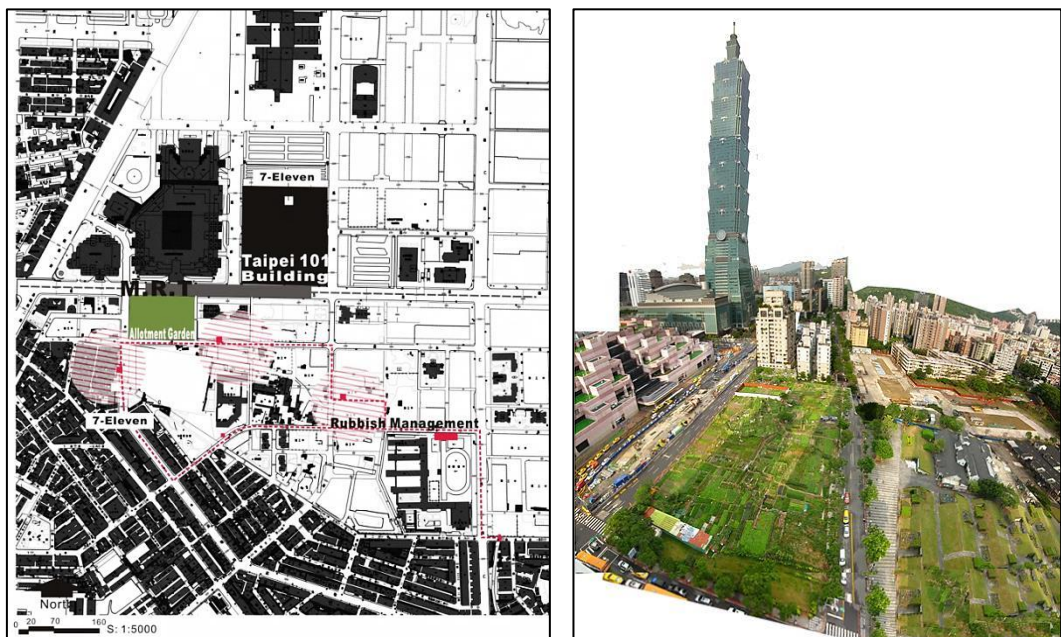 7-Eleven
Taipei 101
Building
M.R.T
Allotment Garden
7-Eleven
Rubbish Management
North
0 20 70 160 S: 1:5000